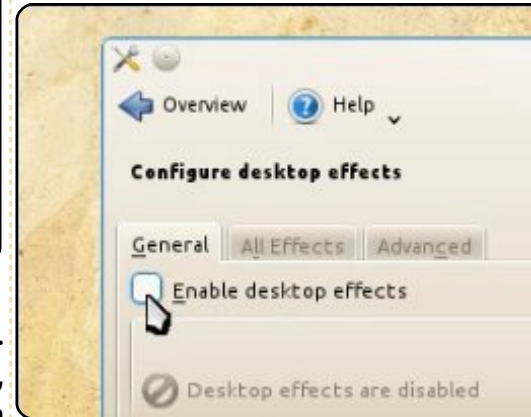 Overview Help
Configure desktop effects
General All Effects Advanced
Enable desktop effects
Desktop effects are disabled